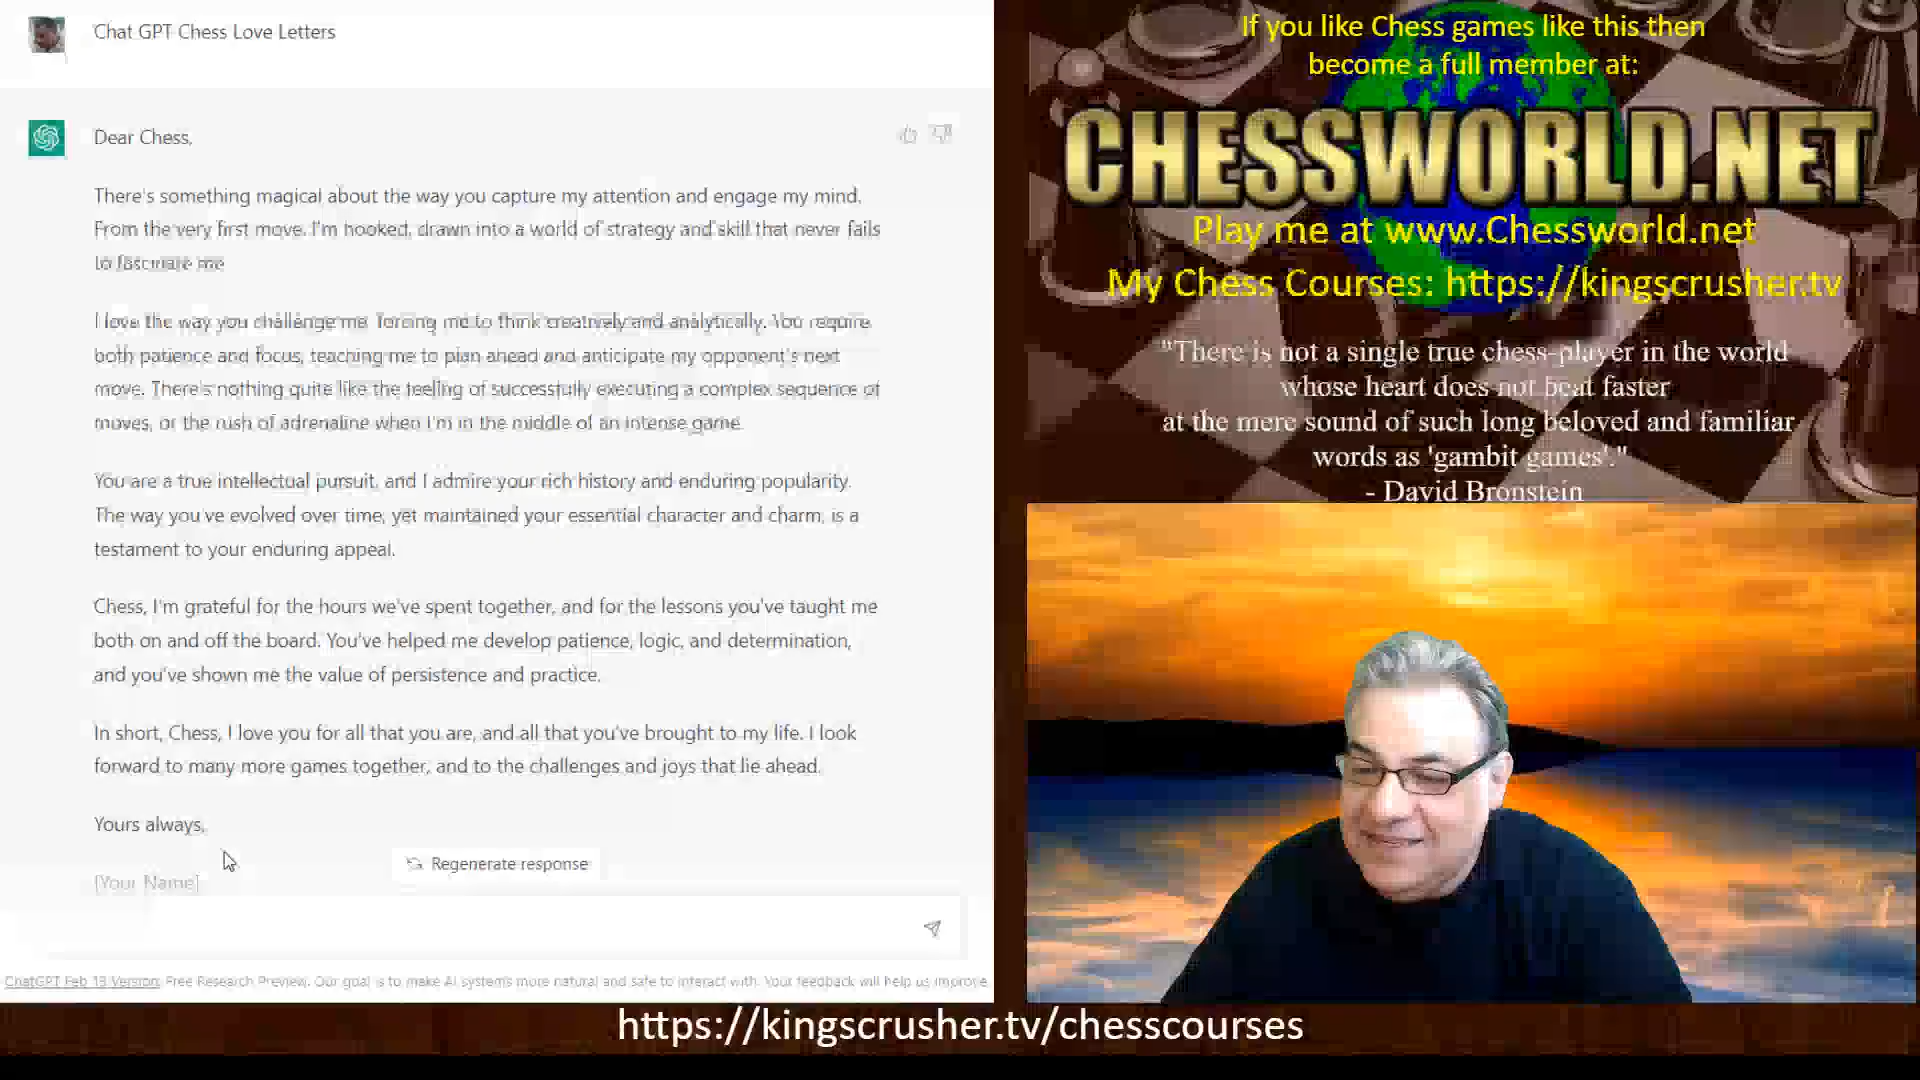 Chat GPT Chess Love Letters
Dear Chess,
There's something magical about the way you capture my attention and engage my mind.
From the very first move, I'm hooked, drawn into a world of strategy and skill that never fails
to fascinate me
I love the way you challenge me, forcing me to think creatively and analytically. You require
both patience and focus, teaching me to plan ahead and anticipate my opponent's next
move. There's nothing quite like the feeling of successfully executing a complex sequence of
moves, or the rush of adrenaline when I'm in the middle of an intense game.
You are a true intellectual pursuit, and I admire your rich history and enduring popularity.
The way you've evolved over time, yet maintained your essential character and charm, is a
testament to your enduring appeal.
Chess, I'm grateful for the hours we've spent together, and for the lessons you've taught me
both on and off the board. You've helped me develop patience, logic, and determination,
and you've shown me the value of persistence and practice.
In short, Chess, I love you for all that you are, and all that you've brought to my life. I look
forward to many more games together, and to the challenges and joys that lie ahead.
Yours always,
[Your Name]
Regenerate response
ChatGPT Feb 13 Version. Free Research Preview. Our goal is to make AI systems more natural and safe to interact with. Your feedback will help us improve.
If you like Chess games like this then
become a full member at:
CHESSWORLD.NET
Play me at www.Chessworld.net
My Chess Courses: https://kingscrusher.tv
"There is not a single true chess-player in the world
whose heart does not beat faster
at the mere sound of such long beloved and familiar
words as 'gambit games'."
- David Bronstein
https://kingscrusher.tv/chesscourses